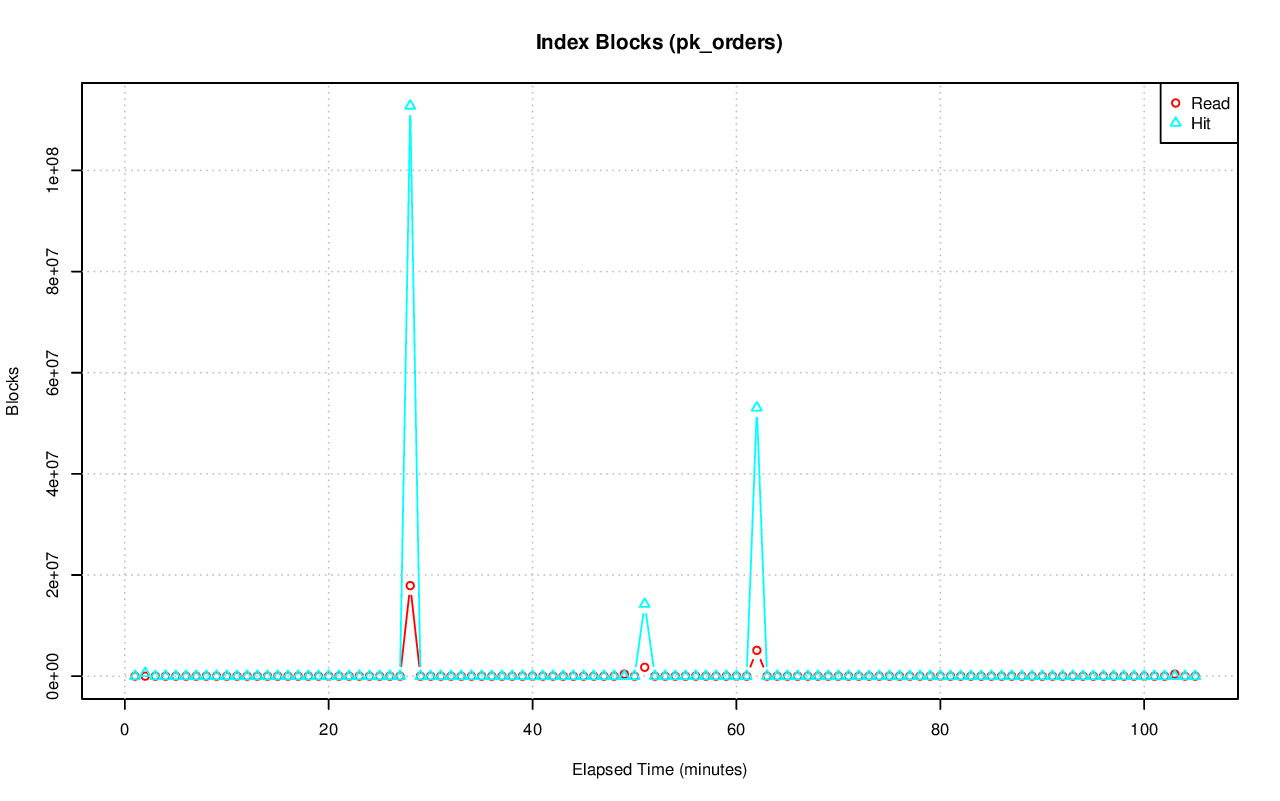 Index Blocks (pk_orders)
Read
Hit
Blocks
1e+08
8e+07
6e+07
4e+07
2e+07
0e+00
0 20 40 60 80 100
Elapsed Time (minutes)